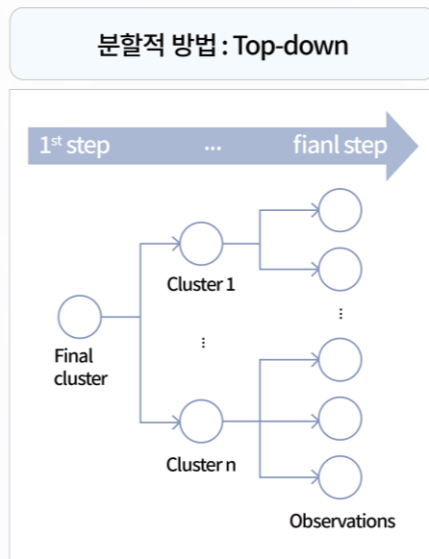 분할적 방법 : Top-down
1st step ... fianl step
Cluster 1
⋮
⋮
Final
cluster
Cluster n
Observations